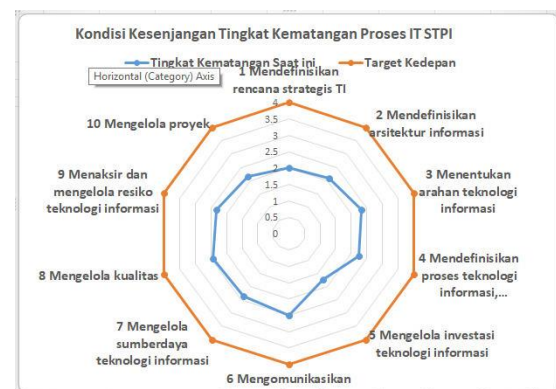 Kondisi Kesenjangan Tingkat Kematangan Proses IT STPI
Tingkat Kematangan Saat ini
Target Kedepan
Horizontal (Category) Axis
1 Mendefinisikan
rencana strategis TI
2 Mendefinisikan
arsitektur informasi
3 Menentukan
arahan teknologi
informasi
4 Mendefinisikan
proses teknologi
informasi,...
5 Mengelola investasi
teknologi informasi
6 Mengomunikasikan
7 Mengelola
sumberdaya
teknologi informasi
8 Mengelola kualitas
9 Menaksir dan
mengelola resiko
teknologi informasi
10 Mengelola proyek
4
3.5
3
2.5
2
1.5
1
0.5
0